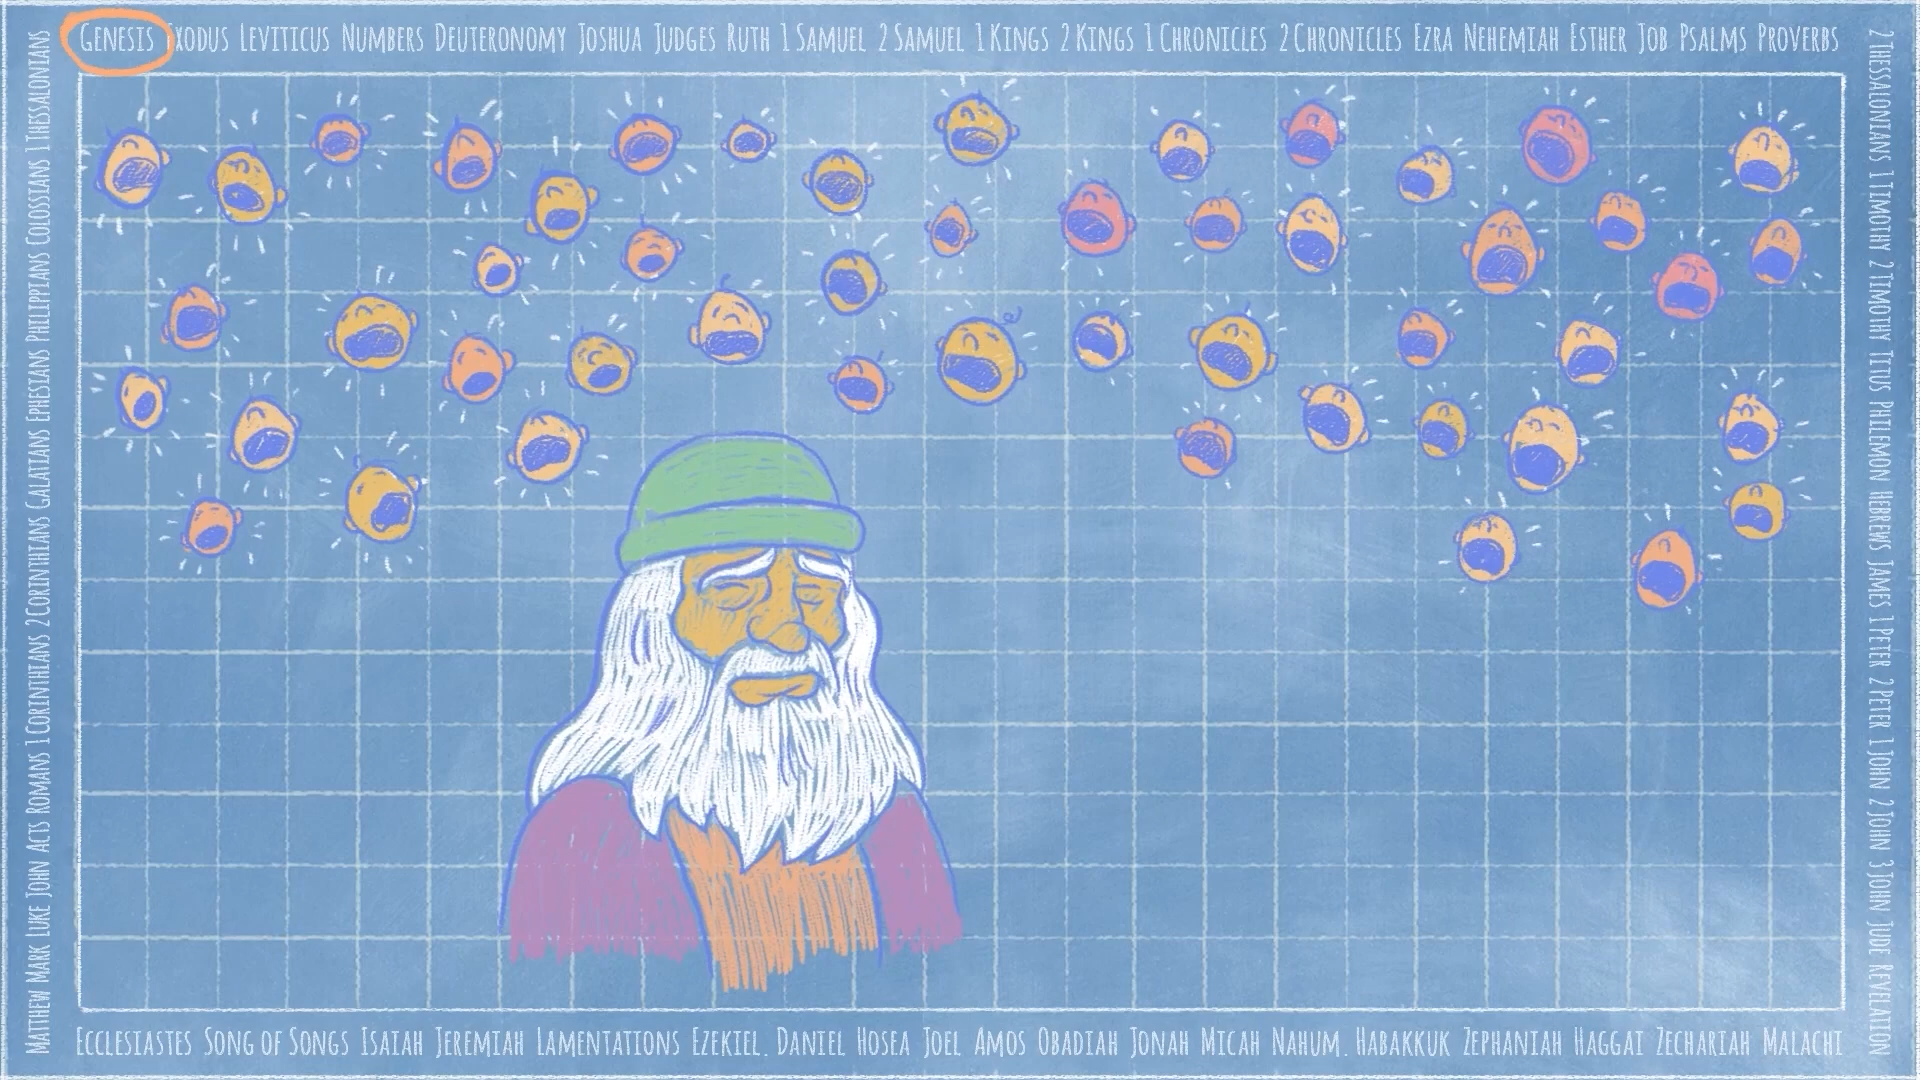 GENESIS EXODUS LEVITICUS NUMBERS DEUTERONOMY JOSHUA JUDGES RUTH 1 SAMUEL 2 SAMUEL 1 KINGS 2 KINGS 1 CHRONICLES 2 CHRONICLES EZRA NEHEMIAH ESTHER JOB PSALMS PROVERBS
ECCLESIASTES SONG OF SONGS ISAIAH JEREMIAH LAMENTATIONS EZEKIEL. DANIEL HOSEA JOEL AMOS OBADIAH JONAH MICAH NAHUM. HABAKKUK ZEPHANIAH HAGGAI ZECHARIAH MALACHI
MATTHEW MARK LUKE JOHN ACTS ROMANS 1 CORINTHIANS 2 CORINTHIANS GALATIANS EPHESIANS PHILIPPIANS COLOSSIANS 1 THESSALONIANS
2 THESSALONIANS 1 TIMOTHY 2 TIMOTHY TITUS PHILEMON HEBREWS JAMES 1 PETER 2 PETER 1 JOHN 2 JOHN 3 JOHN JUDE REVELATION